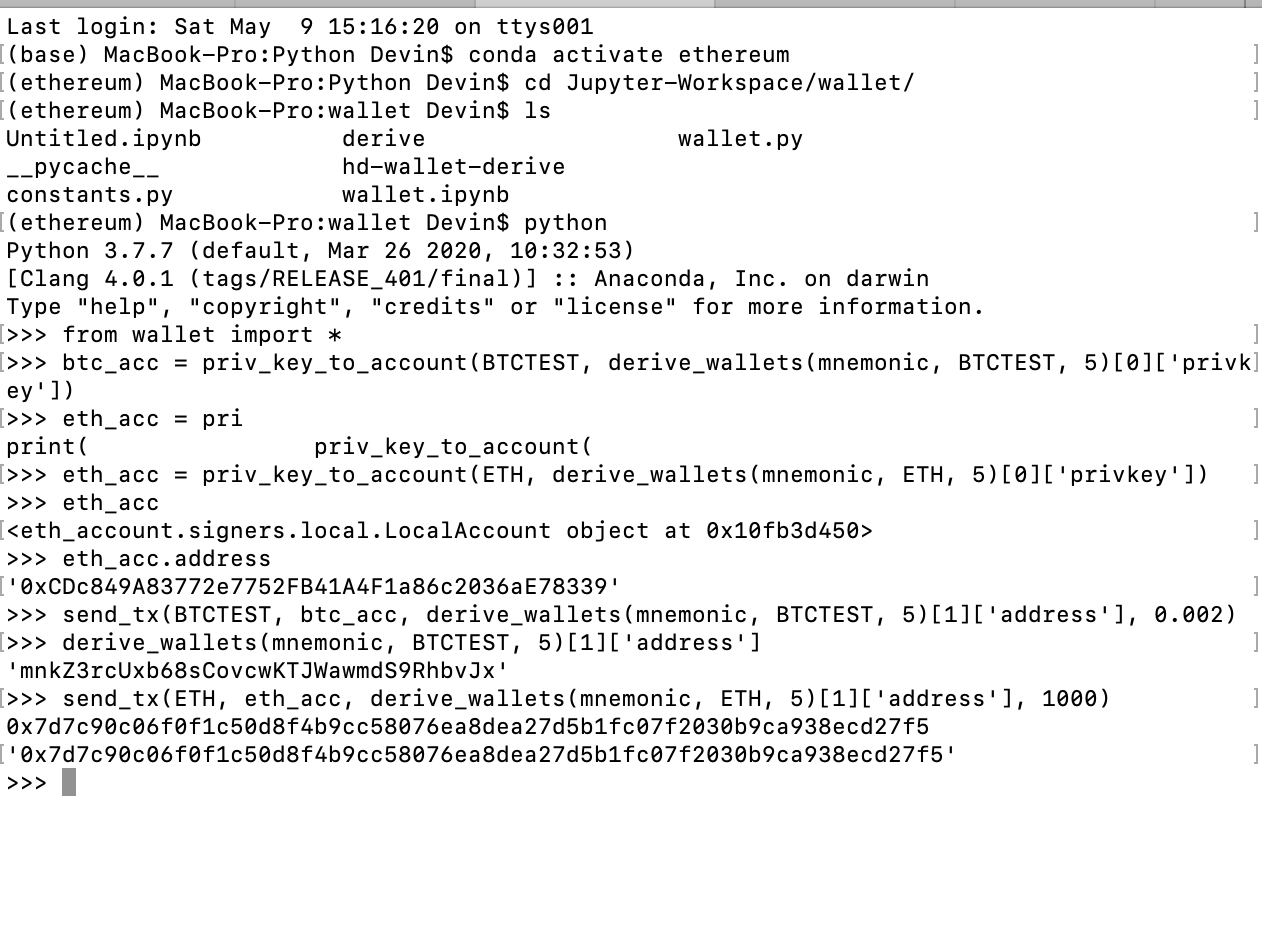 Last login: Sat May  9 15:16:20 on ttys001
[(base) MacBook-Pro:Python Devin$ conda activate ethereum ]
[(ethereum) MacBook-Pro:Python Devin$ cd Jupyter-Workspace/wallet/ ]
[(ethereum) MacBook-Pro:wallet Devin$ ls ]
Untitled.ipynb          derive                  wallet.py
__pycache__             hd-wallet-derive
constants.py            wallet.ipynb
[(ethereum) MacBook-Pro:wallet Devin$ python ]
Python 3.7.7 (default, Mar 26 2020, 10:32:53)
[Clang 4.0.1 (tags/RELEASE_401/final)] :: Anaconda, Inc. on darwin
Type "help", "copyright", "credits" or "license" for more information.
[>>> from wallet import * ]
[>>> btc_acc = priv_key_to_account(BTCTEST, derive_wallets(mnemonic, BTCTEST, 5)[0]['privk]
ey'])
[>>> eth_acc = pri ]
print(                priv_key_to_account(
[>>> eth_acc = priv_key_to_account(ETH, derive_wallets(mnemonic, ETH, 5)[0]['privkey']) ]
>>> eth_acc
[<eth_account.signers.local.LocalAccount object at 0x10fb3d450> ]
>>> eth_acc.address
['0xCDc849A83772e7752FB41A4F1a86c2036aE78339' ]
>>> send_tx(BTCTEST, btc_acc, derive_wallets(mnemonic, BTCTEST, 5)[1]['address'], 0.002)
[>>> derive_wallets(mnemonic, BTCTEST, 5)[1]['address'] ]
'mnkZ3rcUxb68sCovcwKTJWawmdS9RhbvJx'
[>>> send_tx(ETH, eth_acc, derive_wallets(mnemonic, ETH, 5)[1]['address'], 1000) ]
0x7d7c90c06f0f1c50d8f4b9cc58076ea8dea27d5b1fc07f2030b9ca938ecd27f5
['0x7d7c90c06f0f1c50d8f4b9cc58076ea8dea27d5b1fc07f2030b9ca938ecd27f5' ]
>>>